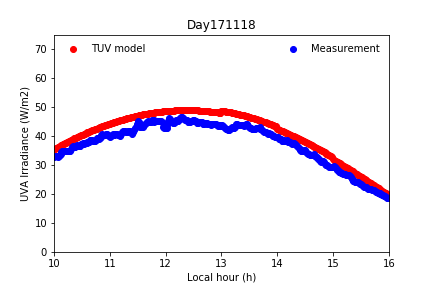 Day171118
TUV model
Measurement
UVA Irradiance (W/m2)
70
60
50
40
30
20
10
0
10 11 12 13 14 15 16
Local hour (h)